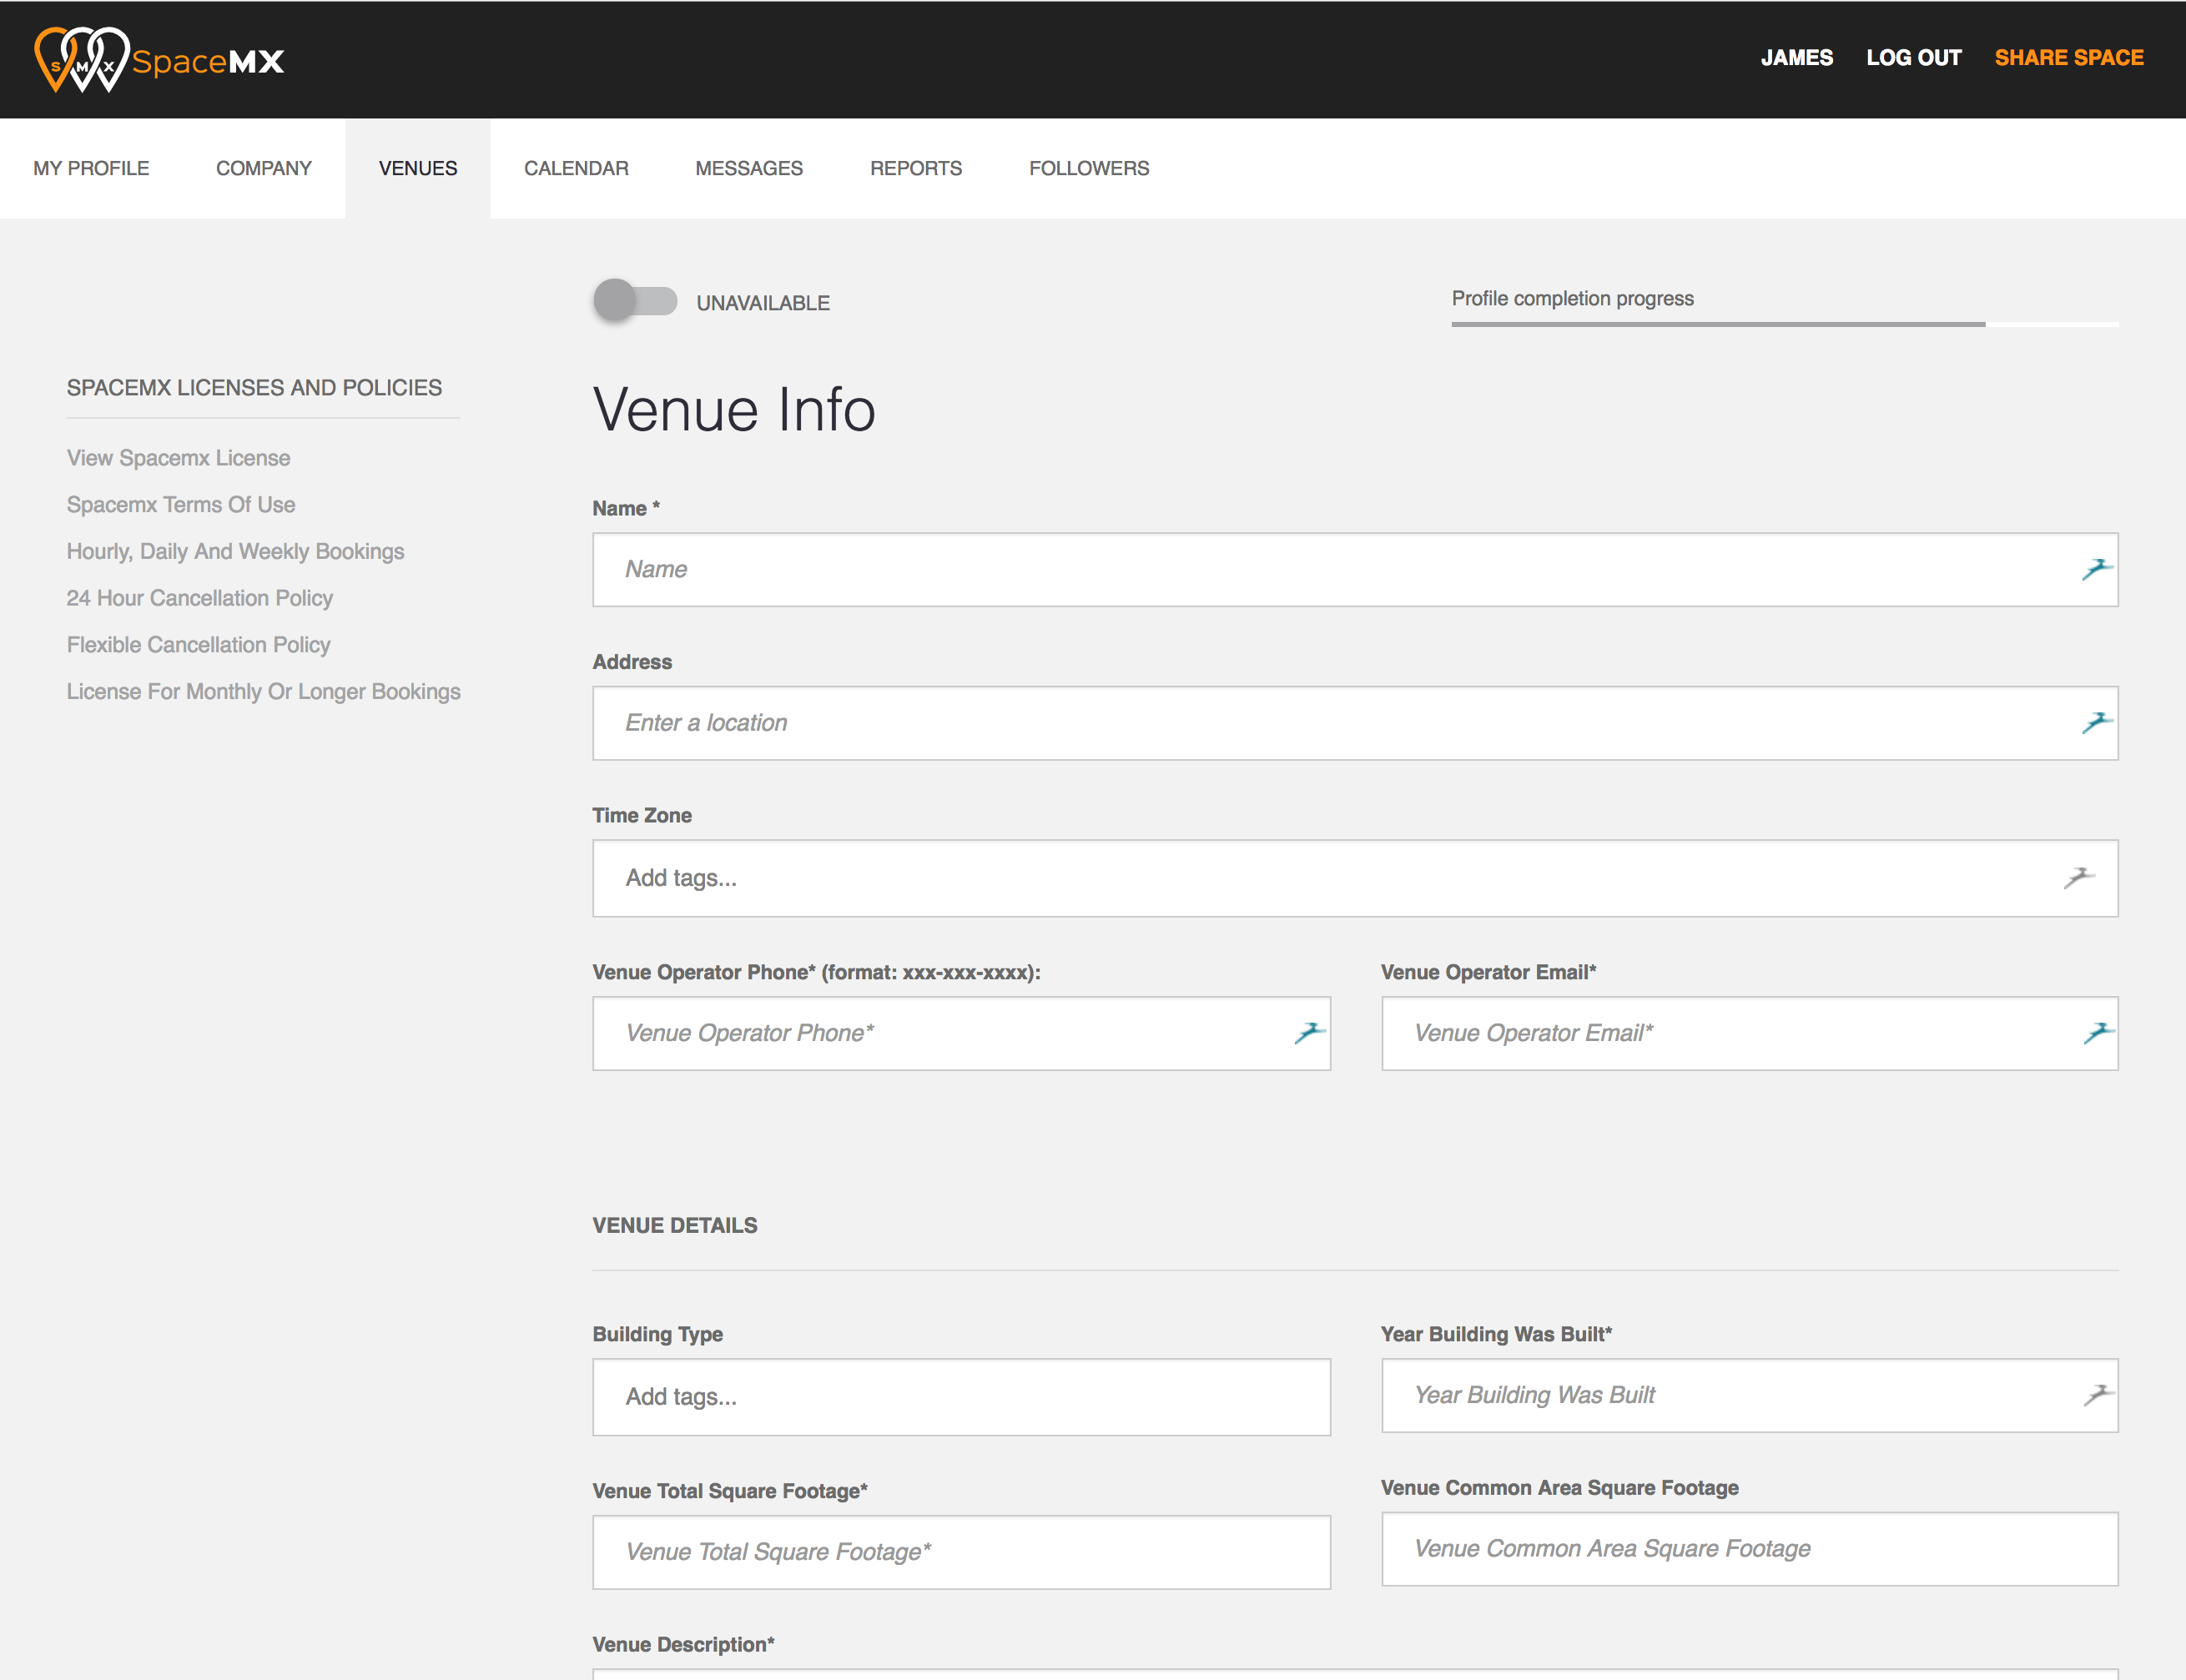 S M X SpaceMX
JAMES LOG OUT SHARE SPACE
MY PROFILE COMPANY VENUES CALENDAR MESSAGES REPORTS FOLLOWERS
UNAVAILABLE
Profile completion progress
SPACEMX LICENSES AND POLICIES
View Spacemx License
Spacemx Terms Of Use
Hourly, Daily And Weekly Bookings
24 Hour Cancellation Policy
Flexible Cancellation Policy
License For Monthly Or Longer Bookings
Venue Info
Name *
Name
Address
Enter a location
Time Zone
Add tags...
Venue Operator Phone* (format: xxx-xxx-xxxx):
Venue Operator Phone*
Venue Operator Email*
Venue Operator Email*
VENUE DETAILS
Building Type
Add tags...
Year Building Was Built*
Year Building Was Built
Venue Total Square Footage*
Venue Total Square Footage*
Venue Common Area Square Footage
Venue Common Area Square Footage
Venue Description*